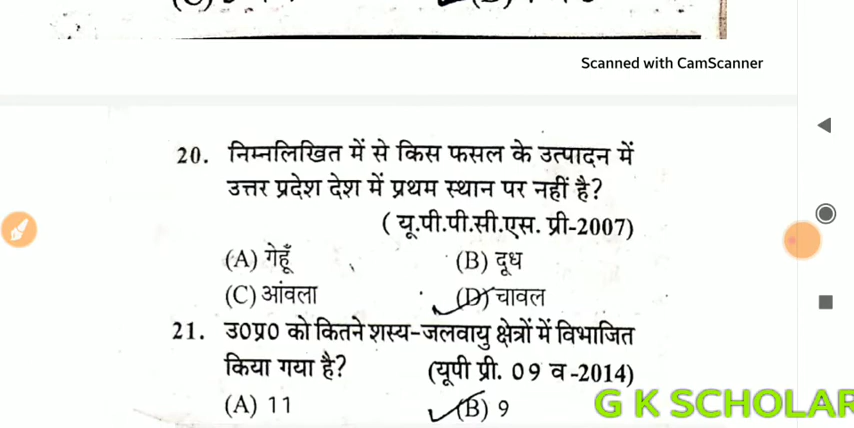 Scanned with CamScanner
20. निम्नलिखित में से किस फसल के उत्पादन में
उत्तर प्रदेश देश में प्रथम स्थान पर नहीं है?
( यू.पी.पी.सी.एस. प्री-2007)
(A) गेहूँ (B) दूध
(C) आंवला (D) चावल
21. उ0प्र0 को कितने शस्य-जलवायु क्षेत्रों में विभाजित
किया गया है? (यूपी प्री. 09 व -2014)
(A) 11 (B) 9
G K SCHOLAR